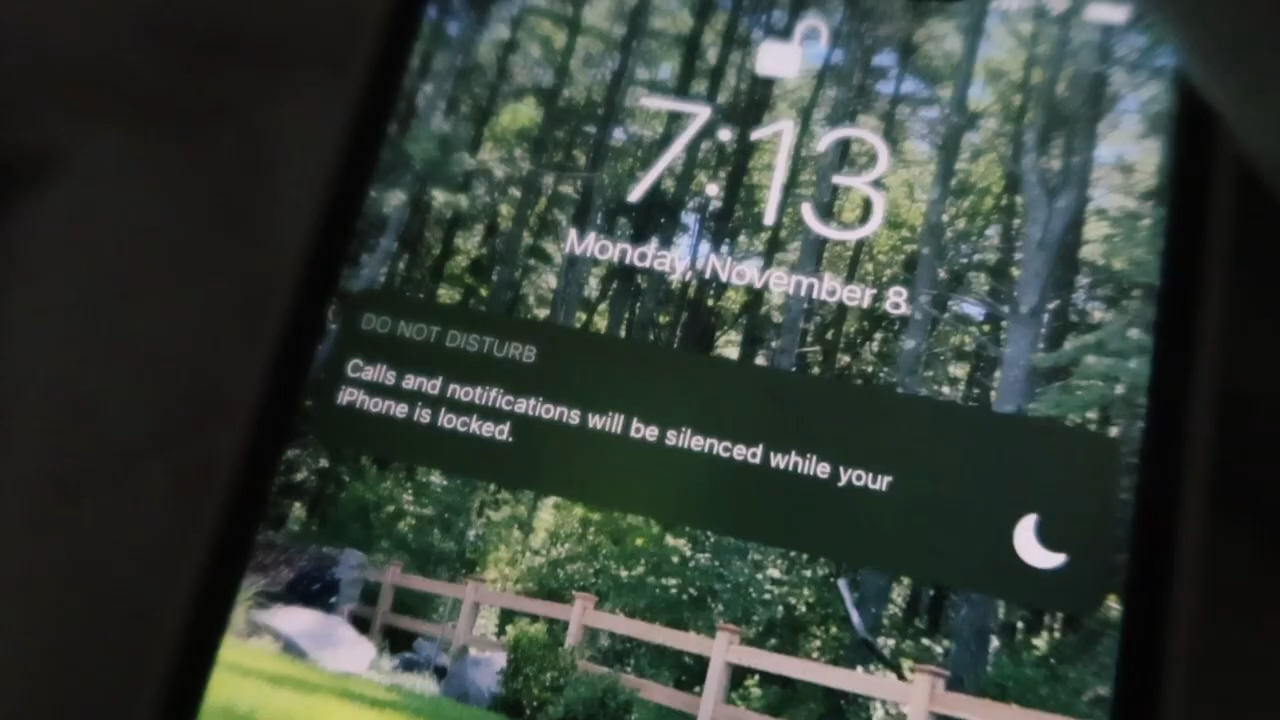 7:13
Monday, November 8
DO NOT DISTURB
Calls and notifications will be silenced while your
iPhone is locked.